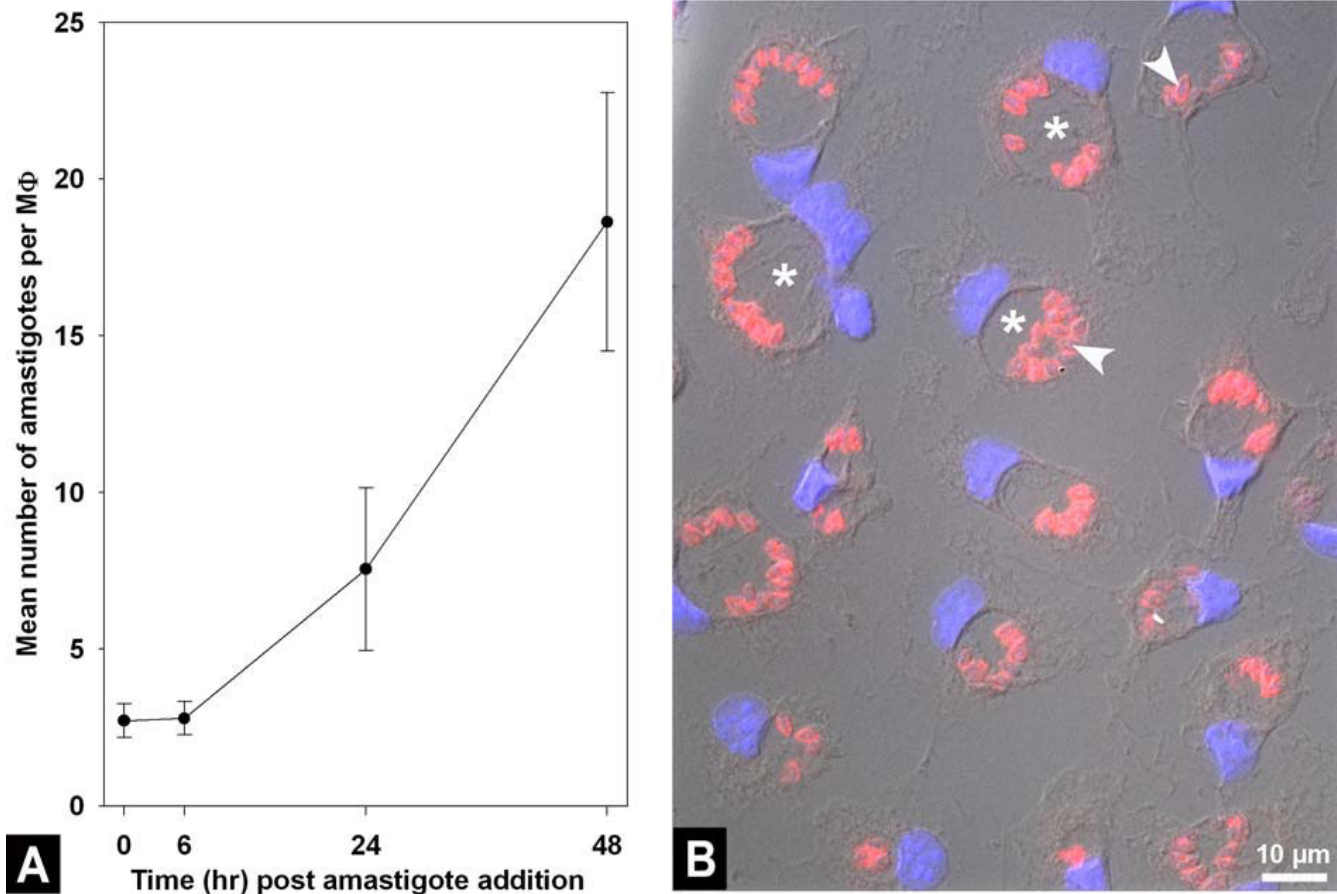 25
20
15
10
5
0
Mean number of amastigotes per MΦ
0 6 24 48
Time (hr) post amastigote addition
A
*
*
*
B
10 µm